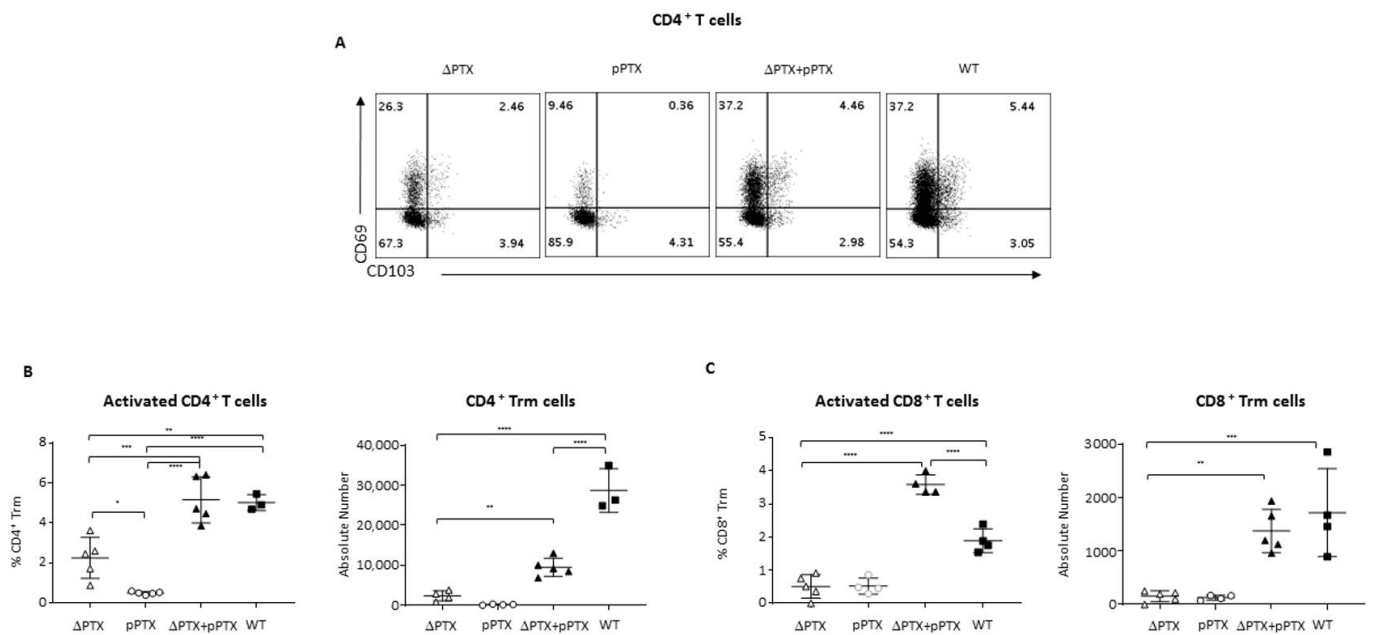 CD4+ T cells
A
ΔPTX pPTX ΔPTX+pPTX WT
26.3 2.46 9.46 0.36 37.2 4.46 37.2 5.44
67.3 3.94 85.9 4.31 55.4 2.98 54.3 3.05
CD69
CD103
B
Activated CD4+ T cells
** 
****
***
****
*
8
6
4
2
0
% CD4+ Trm
ΔPTX pPTX ΔPTX+pPTX WT
CD4+ Trm cells
****
****
**
40,000
30,000
20,000
10,000
0
Absolute Number
ΔPTX pPTX ΔPTX+pPTX WT
C
Activated CD8+ T cells
****
****
****
5
4
3
2
1
0
% CD8+ Trm
ΔPTX pPTX ΔPTX+pPTX WT
CD8+ Trm cells
***
**
3000
2000
1000
0
Absolute Number
ΔPTX pPTX ΔPTX+pPTX WT